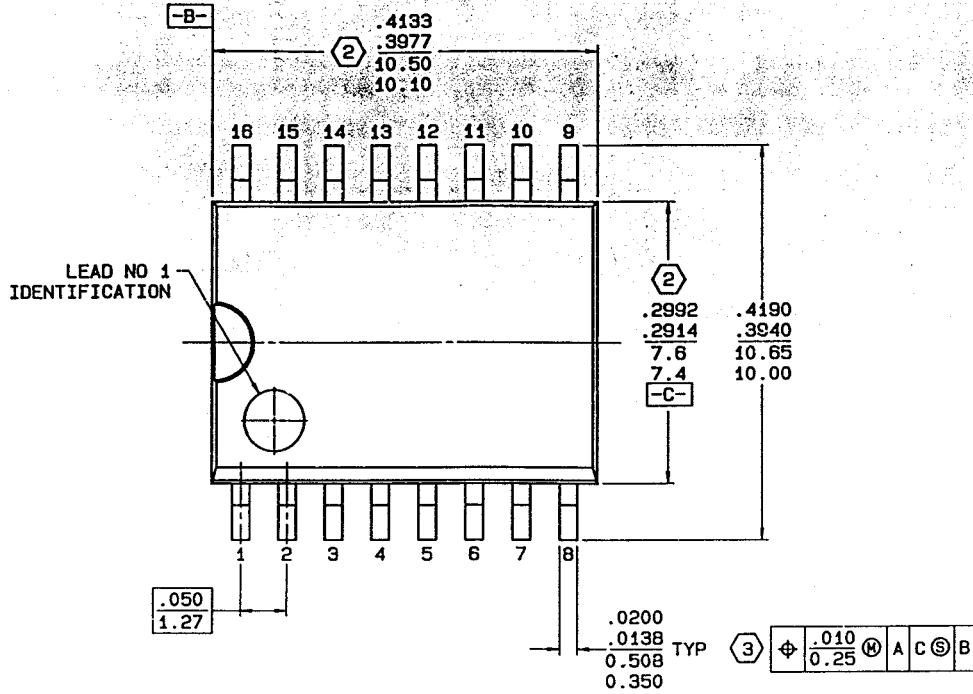 -B-
.4133
.3977
10.50
10.10
2
16 15 14 13 12 11 10 9
LEAD NO 1
IDENTIFICATION
2
.2992
.2914
7.6
7.4
-C-
.4190
.3940
10.65
10.00
1 2 3 4 5 6 7 8
.050
1.27
.0200
.0138
0.508
0.350
TYP
3
⌖ .010 Ⓜ A C Ⓢ B
0.25